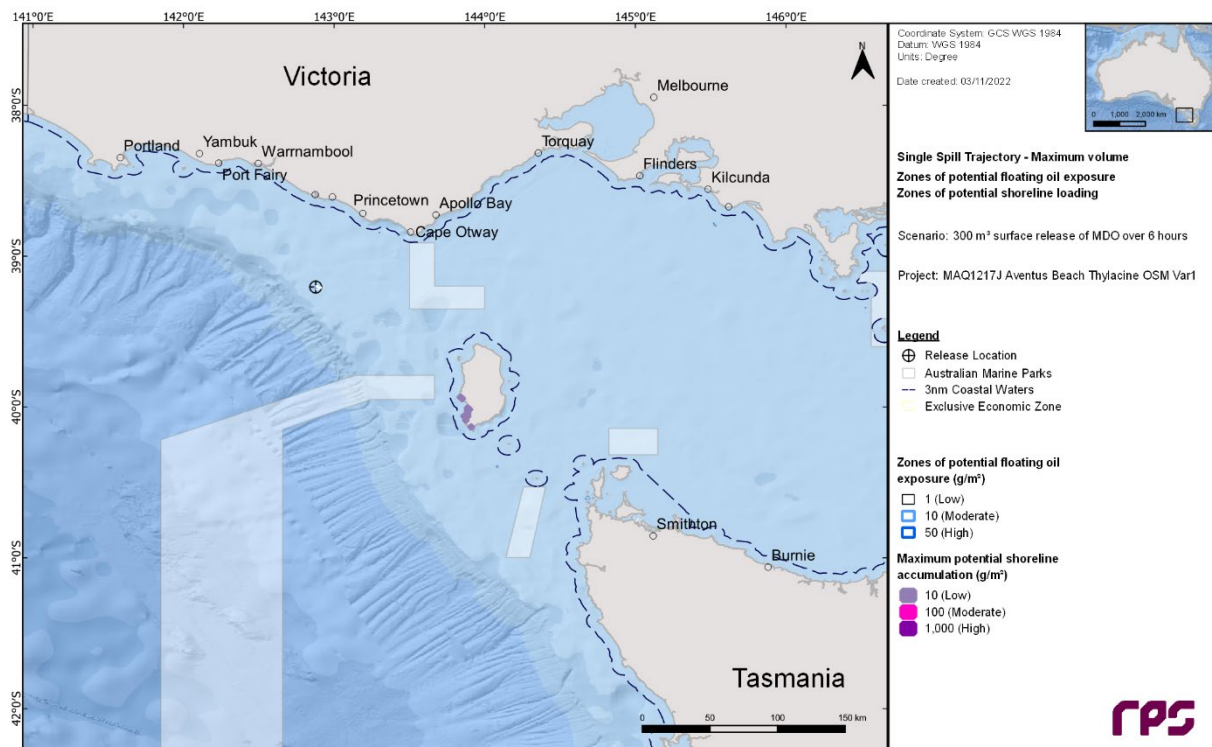 141°0'E
142°0'E
143°0'E
144°0'E
145°0'E
146°0'E
38°0'S
39°0'S
40°0'S
41°0'S
42°0'S
Victoria
N
Melbourne
Portland
Yambuk
Warrnambool
Port Fairy
Torquay
Flinders
Kilcunda
Princetown
Apollo Bay
Cape Otway
Smithton
Burnie
Tasmania
0 50 100 150 km
Coordinate System: GCS WGS 1984
Datum: WGS 1984
Units: Degree
Date created: 03/11/2022
0 1,000 2,000 km
Single Spill Trajectory - Maximum volume
Zones of potential floating oil exposure
Zones of potential shoreline loading
Scenario: 300 m³ surface release of MDO over 6 hours
Project: MAQ1217J Aventus Beach Thylacine OSM Var1
Legend
Release Location
Australian Marine Parks
3nm Coastal Waters
Exclusive Economic Zone
Zones of potential floating oil
exposure (g/m²)
1 (Low)
10 (Moderate)
50 (High)
Maximum potential shoreline
accumulation (g/m²)
10 (Low)
100 (Moderate)
1,000 (High)
rps